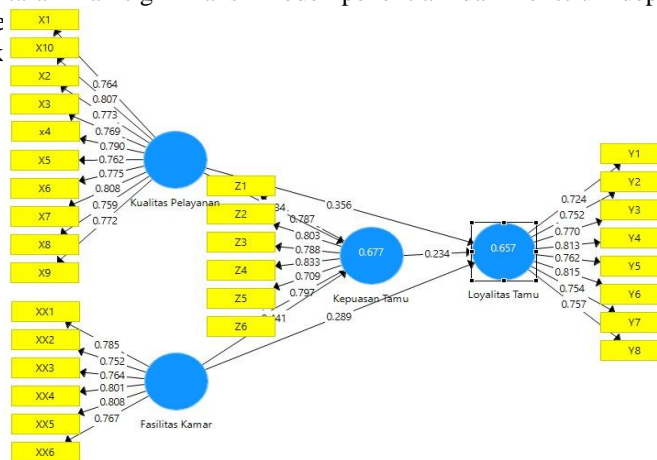 X1
X10
X2
X3
x4
X5
X6
X7
X8
X9
0.764
0.807
0.773
0.769
0.790
0.762
0.775
0.808
0.759
0.772
Kualitas Pelayanan
XX1
XX2
XX3
XX4
XX5
XX6
0.785
0.752
0.764
0.801
0.808
0.767
Fasilitas Kamar
Z1
Z2
Z3
Z4
Z5
Z6
0.787
0.803
0.788
0.833
0.709
0.797
0.677
Kepuasan Tamu
0.356
0.234
0.289
0.657
Loyalitas Tamu
0.724
0.752
0.770
0.813
0.762
0.815
0.754
0.757
Y1
Y2
Y3
Y4
Y5
Y6
Y7
Y8